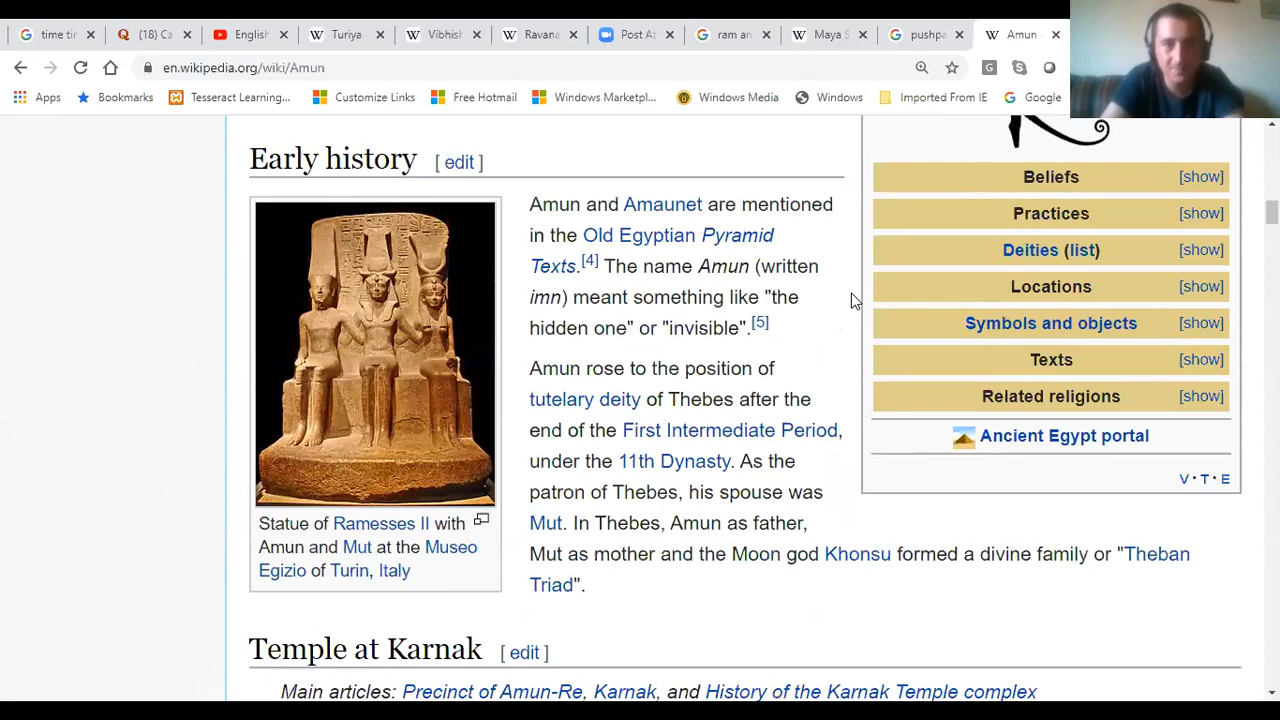 time tir
(18) Ca
English
Turiya -
Vibhish
Ravana
Post At
ram an
Maya S
pushpa
Amun -
en.wikipedia.org/wiki/Amun
Apps
Bookmarks
Tesseract Learning...
Customize Links
Free Hotmail
Windows Marketpl...
Windows Media
Windows
Imported From IE
Google
Early history [ edit ]
Amun and Amaunet are mentioned
in the Old Egyptian Pyramid
Texts.[4] The name Amun (written
imn) meant something like "the
hidden one" or "invisible".[5]
Amun rose to the position of
tutelary deity of Thebes after the
end of the First Intermediate Period,
under the 11th Dynasty. As the
patron of Thebes, his spouse was
Mut. In Thebes, Amun as father,
Mut as mother and the Moon god Khonsu formed a divine family or "Theban
Triad".
Statue of Ramesses II with
Amun and Mut at the Museo
Egizio of Turin, Italy
Beliefs [show]
Practices [show]
Deities (list) [show]
Locations [show]
Symbols and objects [show]
Texts [show]
Related religions [show]
Ancient Egypt portal
V · T · E
Temple at Karnak [ edit ]
Main articles: Precinct of Amun-Re, Karnak, and History of the Karnak Temple complex